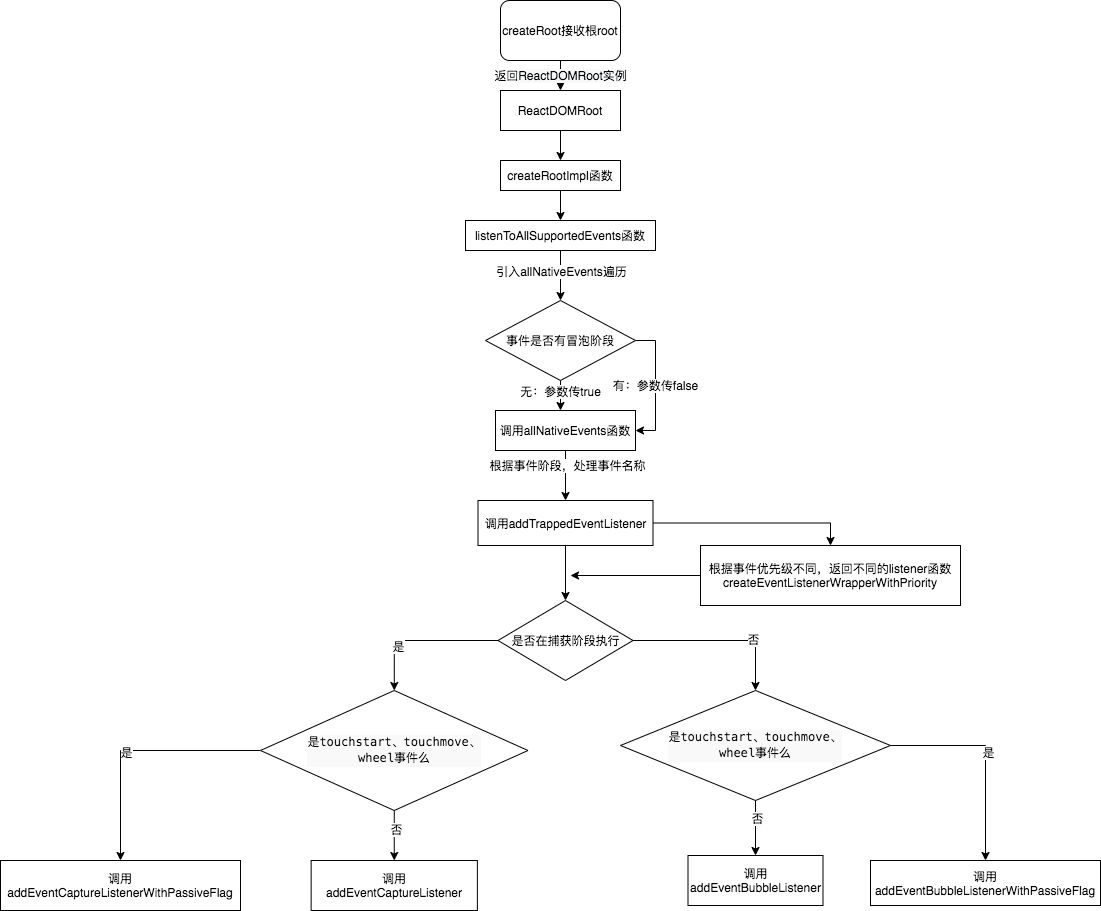 createRoot接收根root
返回ReactDOMRoot实例
ReactDOMRoot
createRootImpl函数
listenToAllSupportedEvents函数
引入allNativeEvents遍历
事件是否有冒泡阶段
无：参数传true
有：参数传false
调用allNativeEvents函数
根据事件阶段，处理事件名称
调用addTrappedEventListener
根据事件优先级不同，返回不同的listener函数
createEventListenerWrapperWithPriority
是否在捕获阶段执行
是
否
是touchstart、touchmove、
wheel事件么
是touchstart、touchmove、
wheel事件么
是
否
否
是
调用
addEventCaptureListenerWithPassiveFlag
调用
addEventCaptureListener
调用
addEventBubbleListener
调用
addEventBubbleListenerWithPassiveFlag